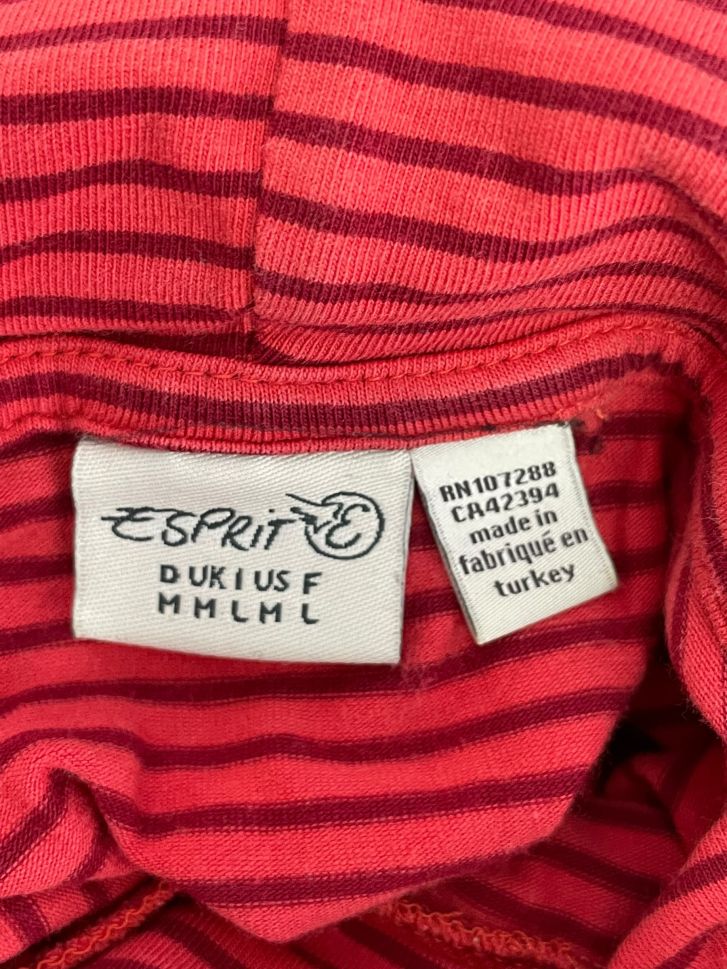 ESPRIT E
D UK I US F
M M L M L
RN107288
CA42394
made in
fabriqué en
turkey